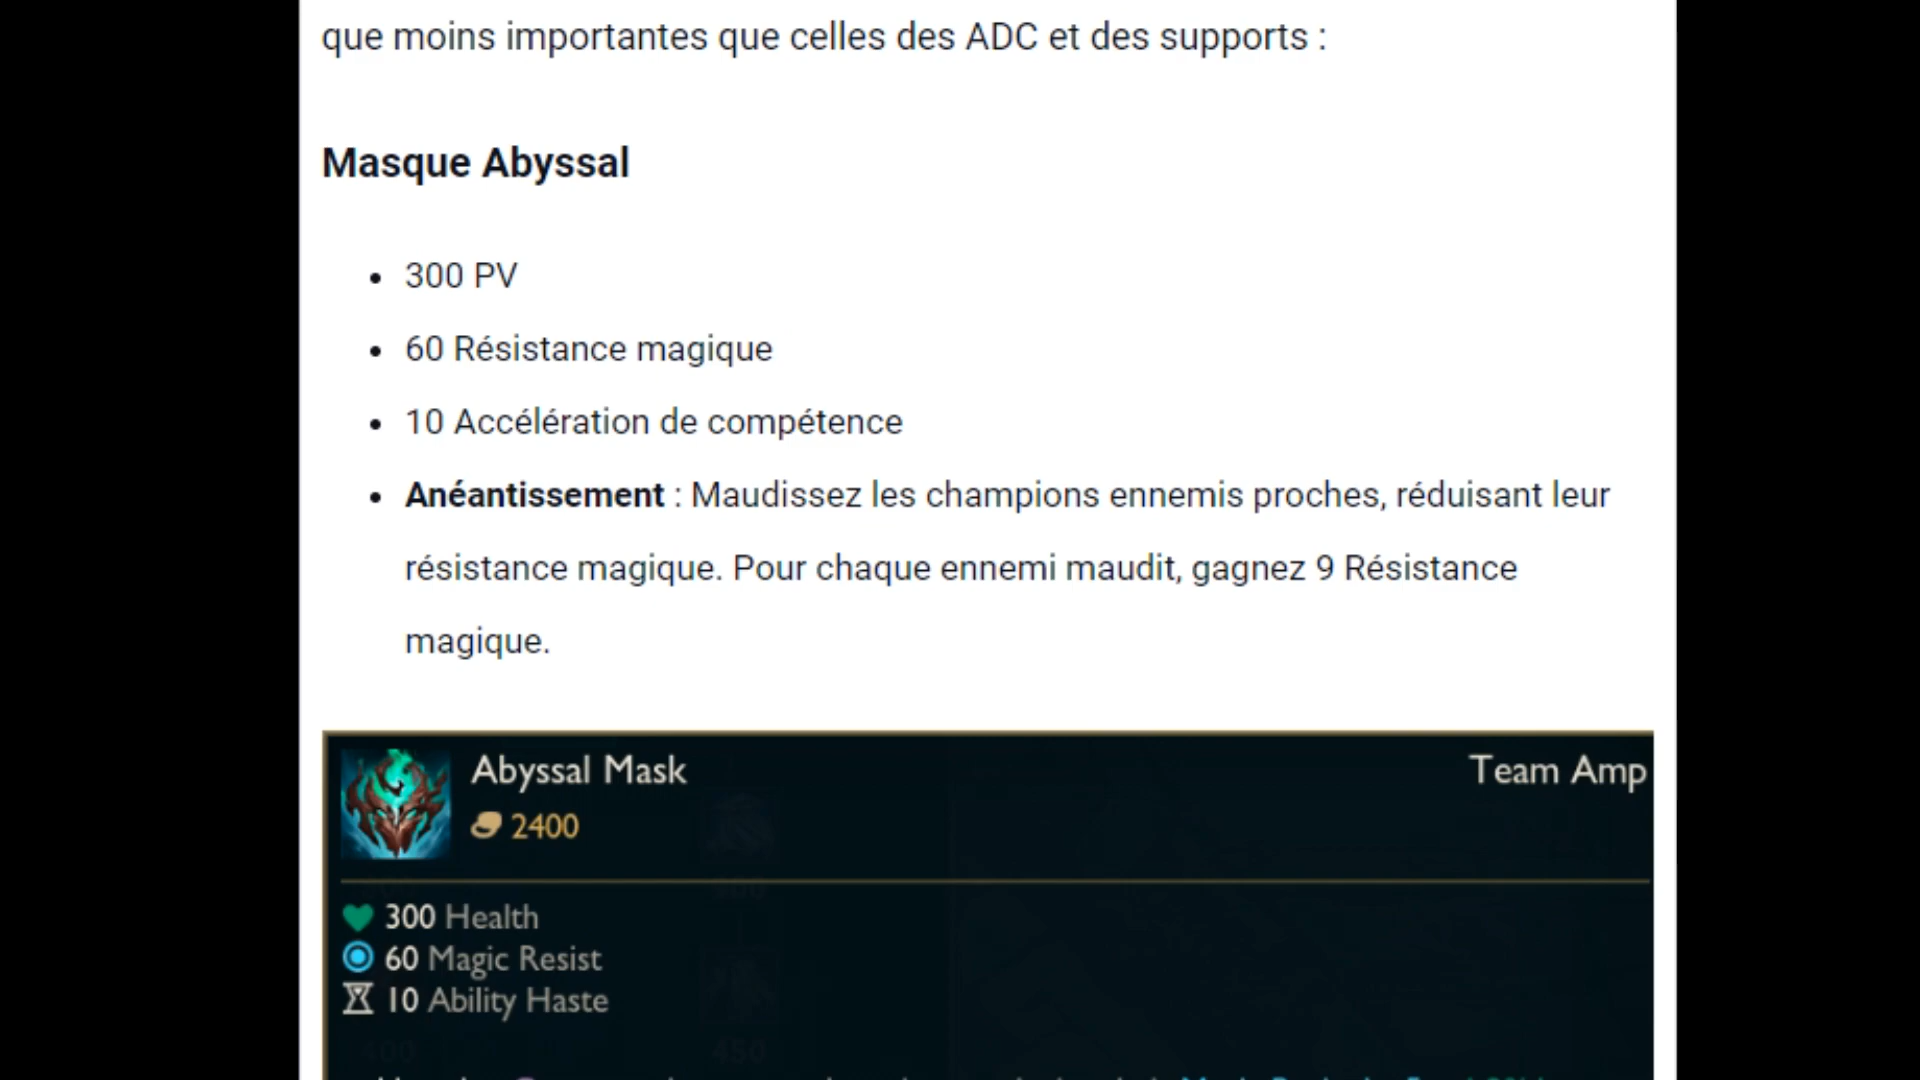 que moins importantes que celles des ADC et des supports :
Masque Abyssal
• 300 PV
• 60 Résistance magique
• 10 Accélération de compétence
• Anéantissement : Maudissez les champions ennemis proches, réduisant leur
résistance magique. Pour chaque ennemi maudit, gagnez 9 Résistance
magique.
Abyssal Mask
Team Amp
2400
300 Health
60 Magic Resist
10 Ability Haste
400 450